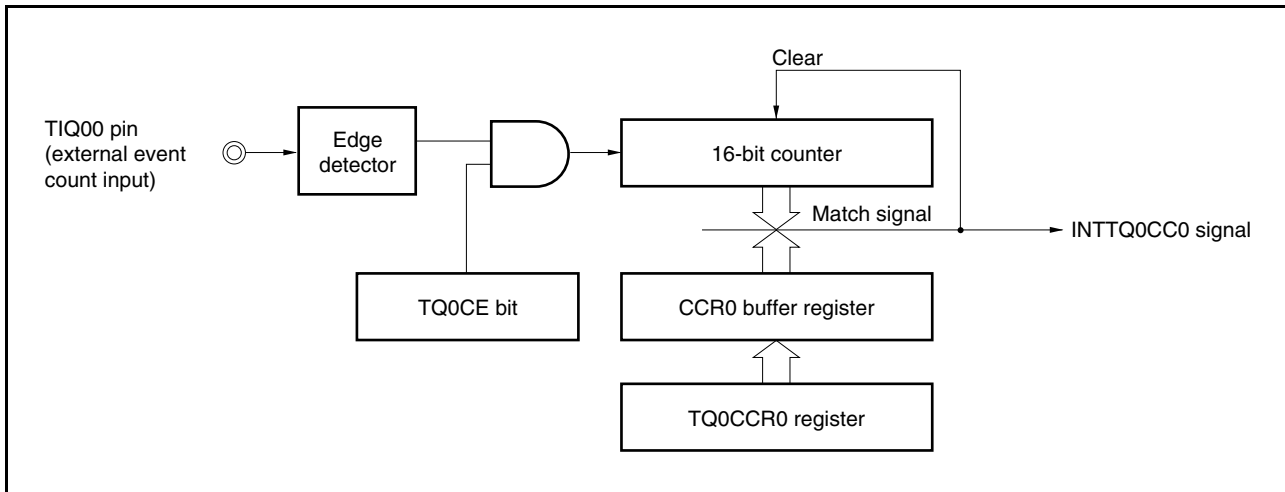 Clear
TIQ00 pin
(external event
count input)
Edge
detector
16-bit counter
Match signal
INTTQ0CC0 signal
TQ0CE bit
CCR0 buffer register
TQ0CCR0 register